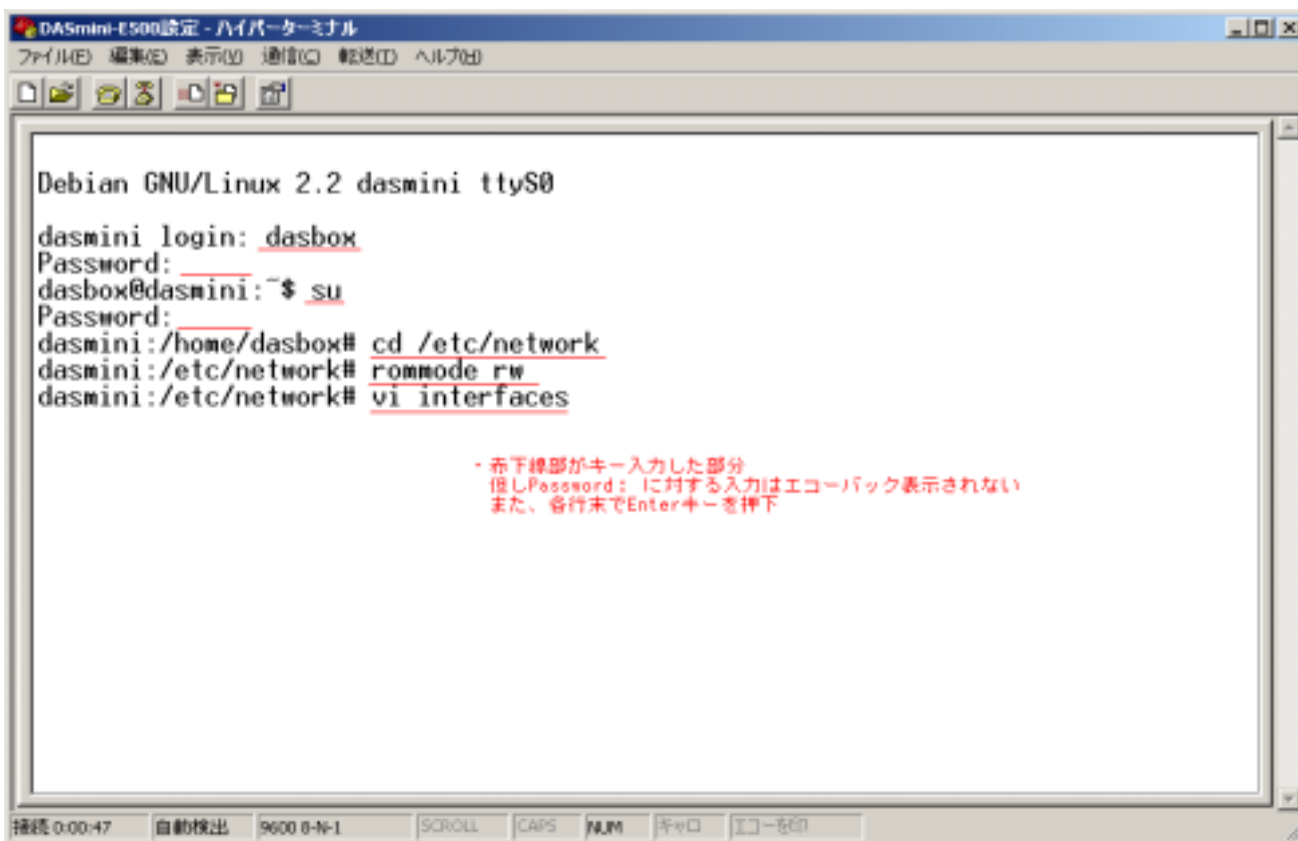 DASmini-E500設定 - ハイパーターミナル
ファイル(F) 編集(E) 表示(V) 通信(C) 転送(T) ヘルプ(H)
Debian GNU/Linux 2.2 dasmini ttyS0
dasmini login: dasbox
Password:
dasbox@dasmini:~$ su
Password:
dasmini:/home/dasbox# cd /etc/network
dasmini:/etc/network# rommode rw
dasmini:/etc/network# vi interfaces
・赤下線部がキー入力した部分
但しPassword: に対する入力はエコーバック表示されない
また、各行末でEnterキーを押下
接続 0:00:47 自動検出 9600 8-N-1 SCROLL CAPS NUM キャロ エコーを印